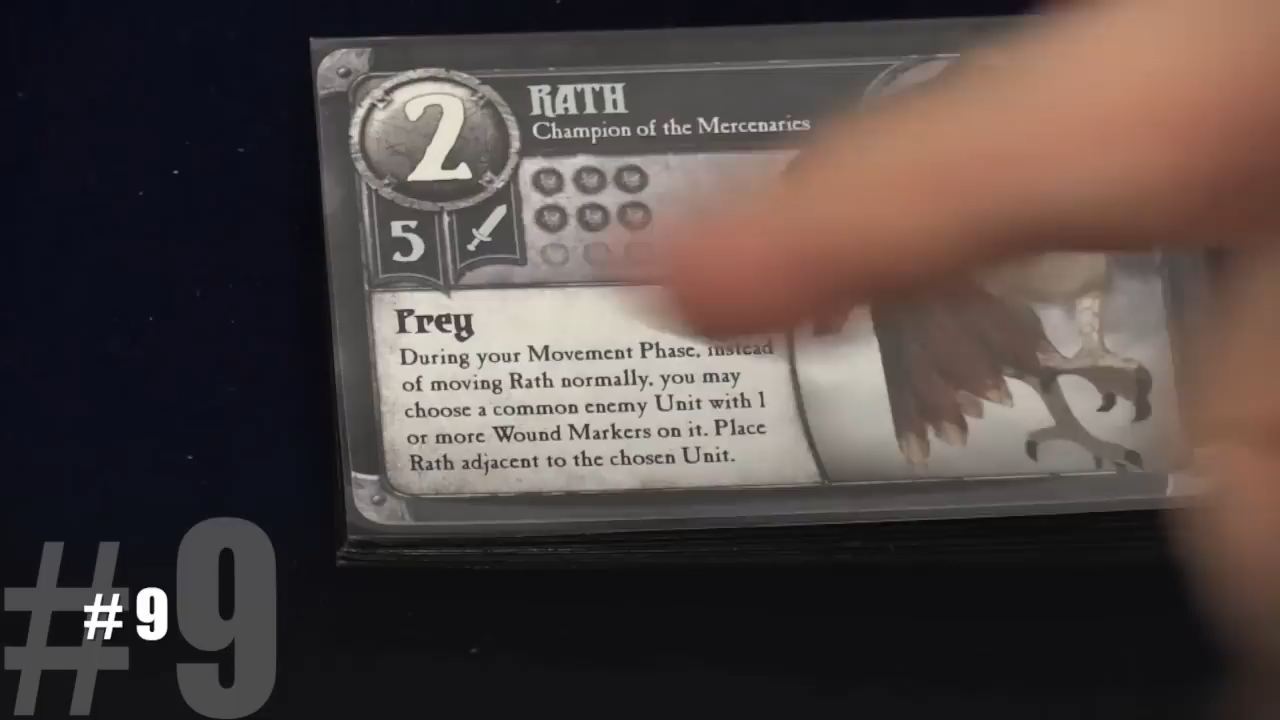 2
RATH
Champion of the Mercenaries
5
Prey
During your Movement Phase, instead
of moving Rath normally, you may
choose a common enemy Unit with 1
or more Wound Markers on it. Place
Rath adjacent to the chosen Unit.
#9
#9